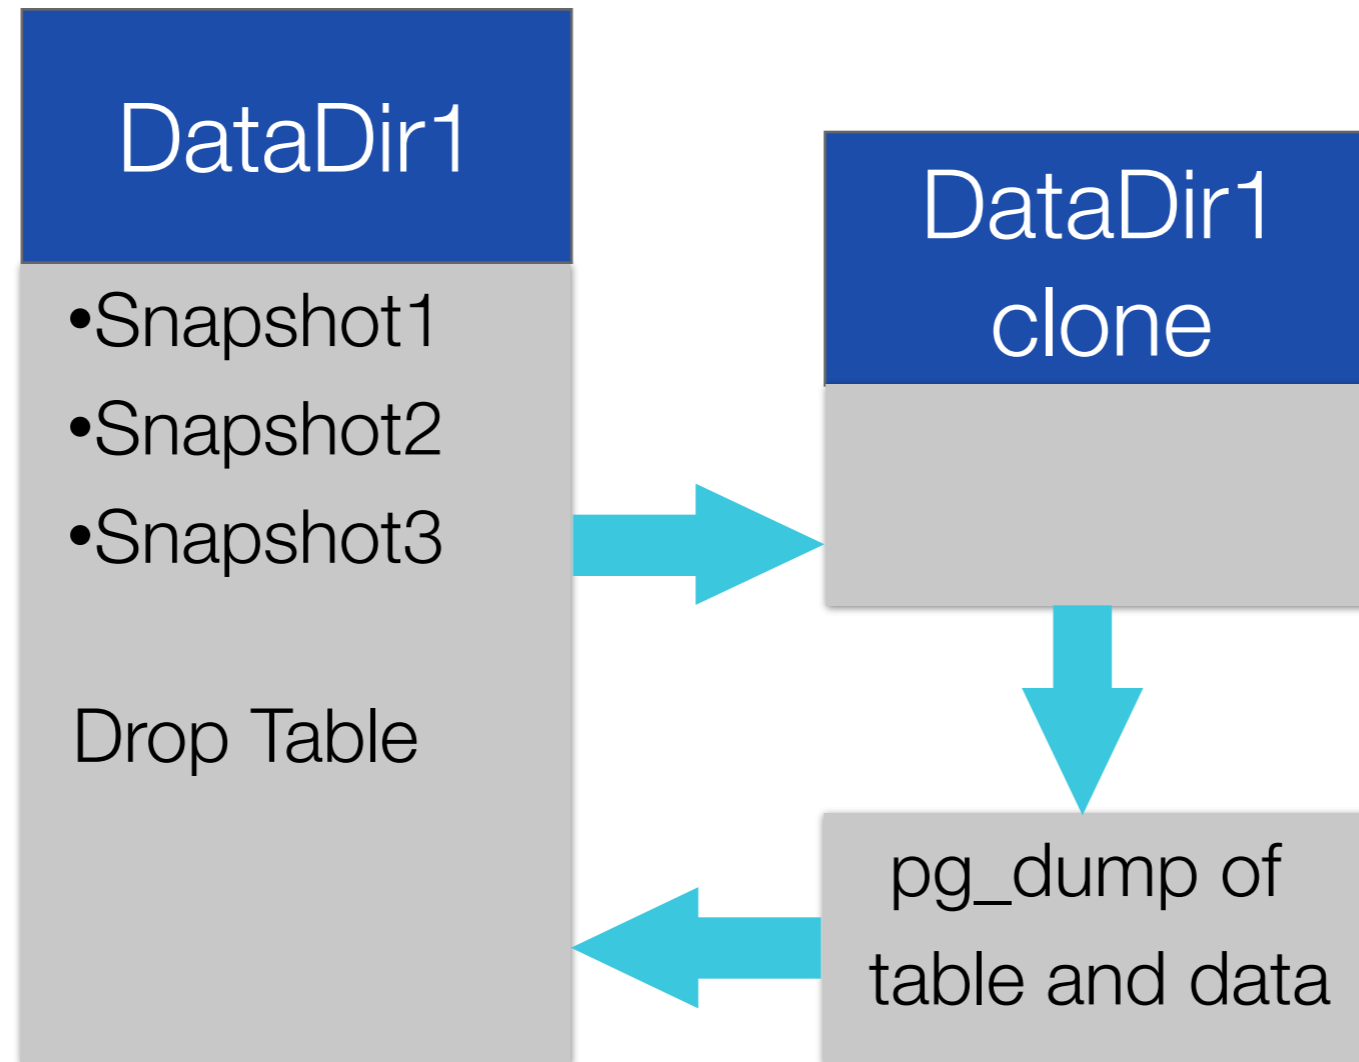 DataDir1
•Snapshot1
•Snapshot2
•Snapshot3
Drop Table
DataDir1
clone
pg_dump of
table and data